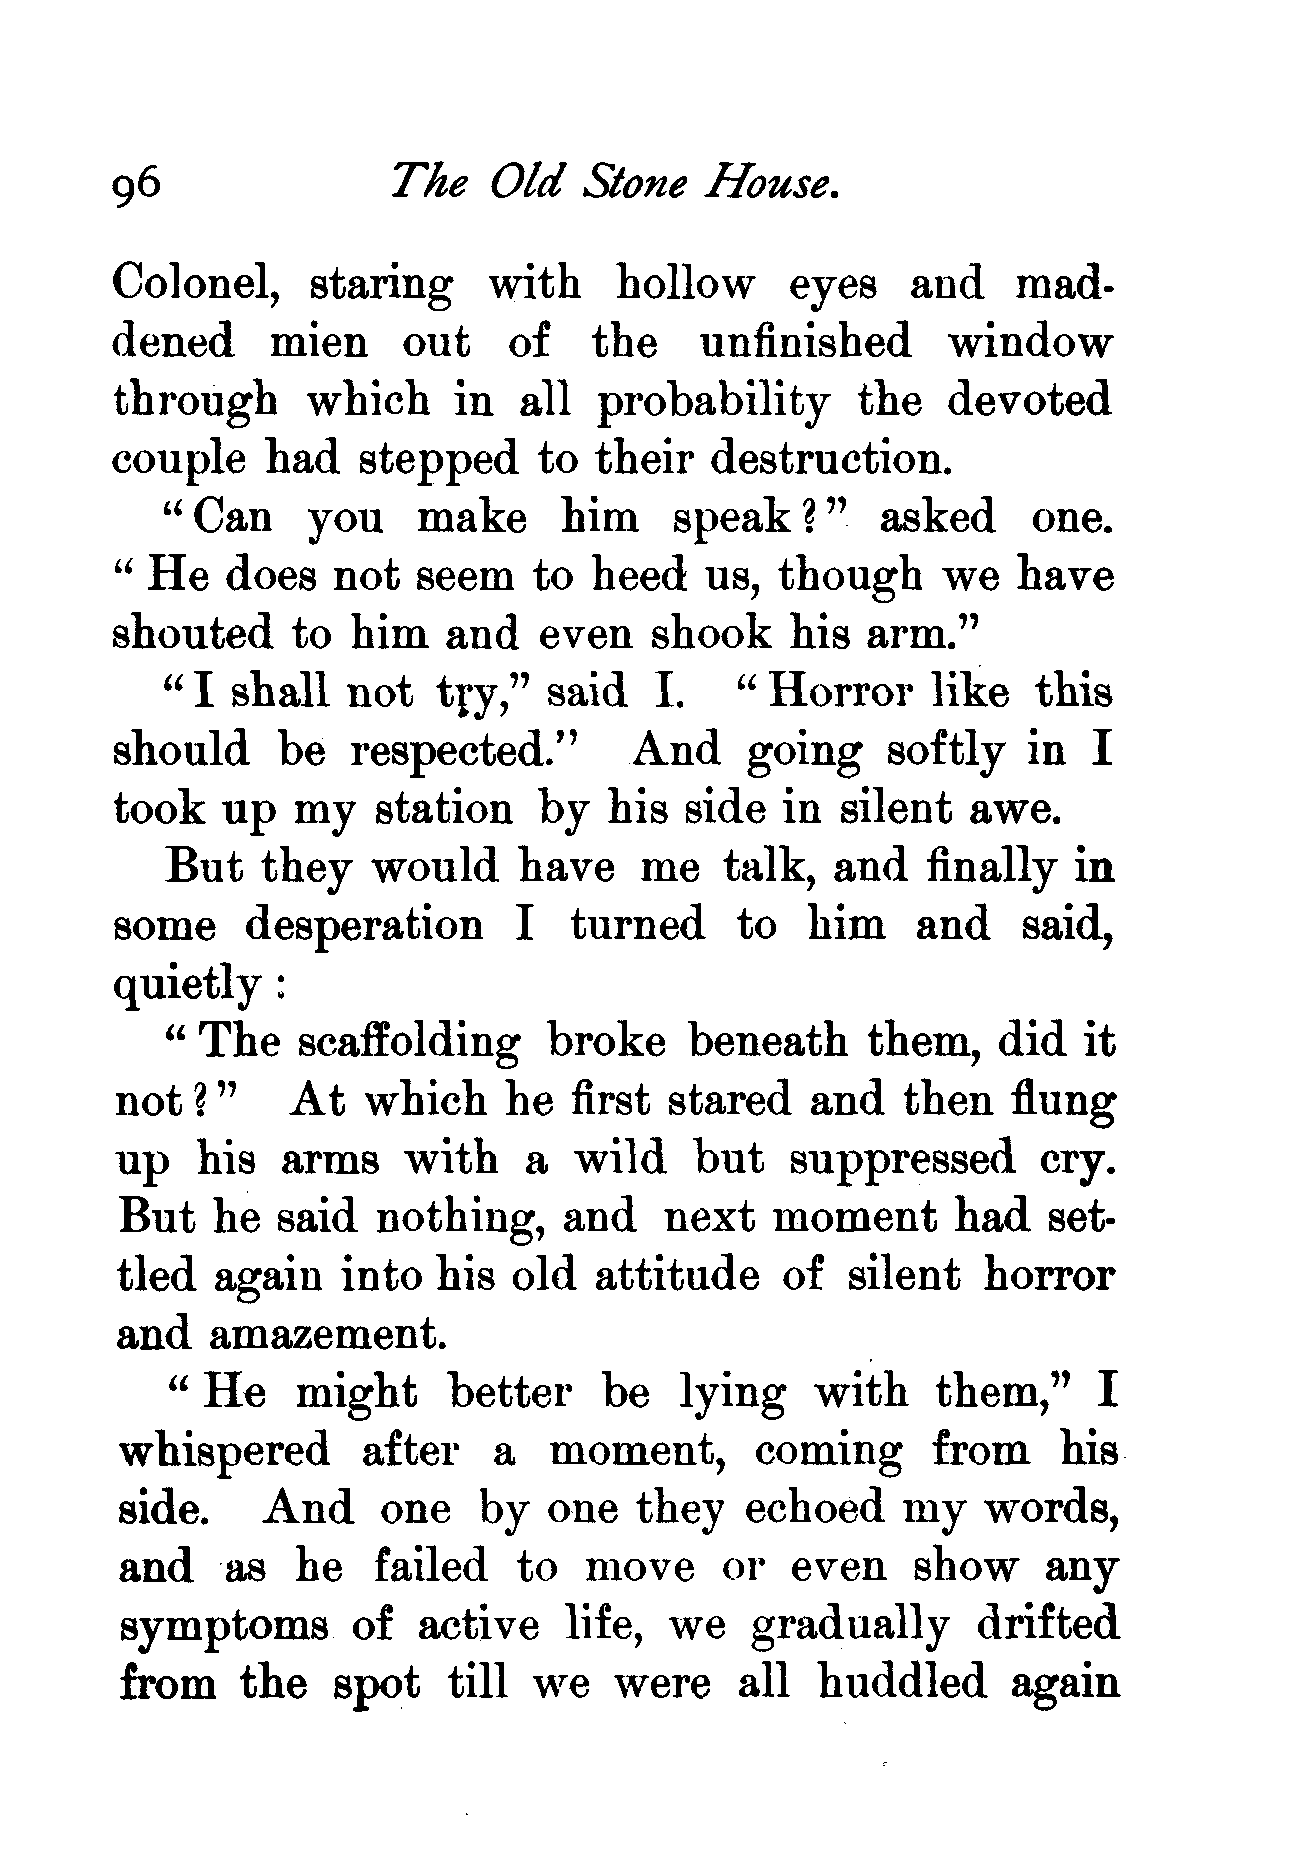 96 The Old Stone House.
Colonel, staring with hollow eyes and mad-
dened mien out of the unfinished window
through which in all probability the devoted
couple had stepped to their destruction.
"Can you make him speak?" asked one.
"He does not seem to heed us, though we have
shouted to him and even shook his arm."
"I shall not try," said I. "Horror like this
should be respected." And going softly in I
took up my station by his side in silent awe.
But they would have me talk, and finally in
some desperation I turned to him and said,
quietly:
"The scaffolding broke beneath them, did it
not?" At which he first stared and then flung
up his arms with a wild but suppressed cry.
But he said nothing, and next moment had set-
tled again into his old attitude of silent horror
and amazement.
"He might better be lying with them," I
whispered after a moment, coming from his
side. And one by one they echoed my words,
and as he failed to move or even show any
symptoms of active life, we gradually drifted
from the spot till we were all huddled again